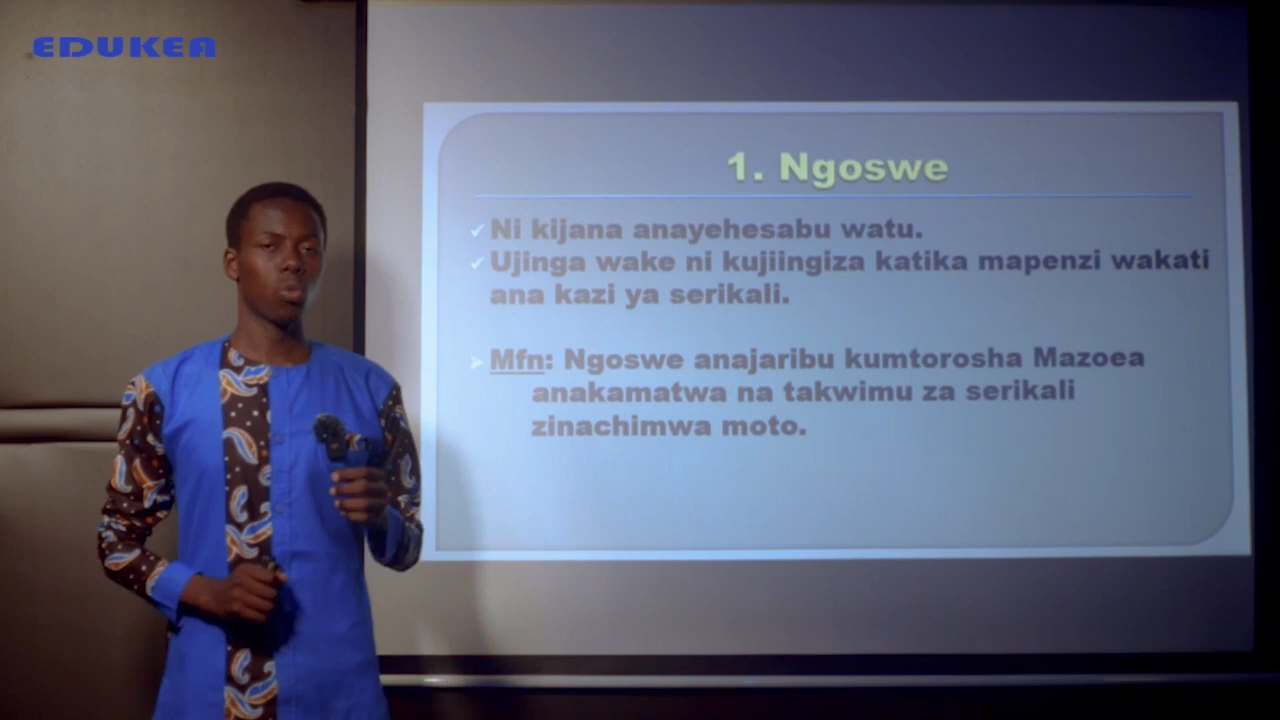 EDUKEA
1. Ngoswe
Ni kijana anayehesabu watu.
Ujinga wake ni kujiingiza katika mapenzi wakati
ana kazi ya serikali.
Mfn: Ngoswe anajaribu kumtorosha Mazoea
anakamatwa na takwimu za serikali
zinachimwa moto.